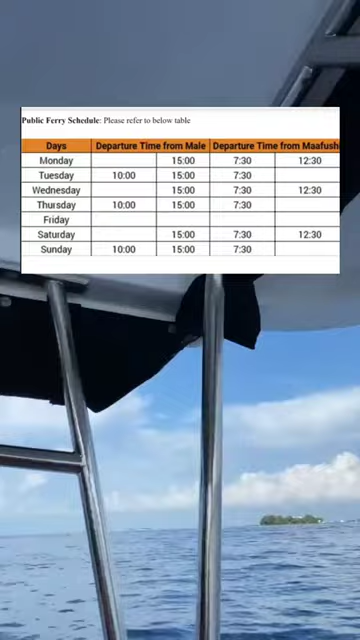 Public Ferry Schedule: Please refer to below table
Days Departure Time from Male Departure Time from Maafush
Monday 15:00 7:30 12:30
Tuesday 10:00 15:00 7:30
Wednesday 15:00 7:30 12:30
Thursday 10:00 15:00 7:30
Friday
Saturday 15:00 7:30 12:30
Sunday 10:00 15:00 7:30